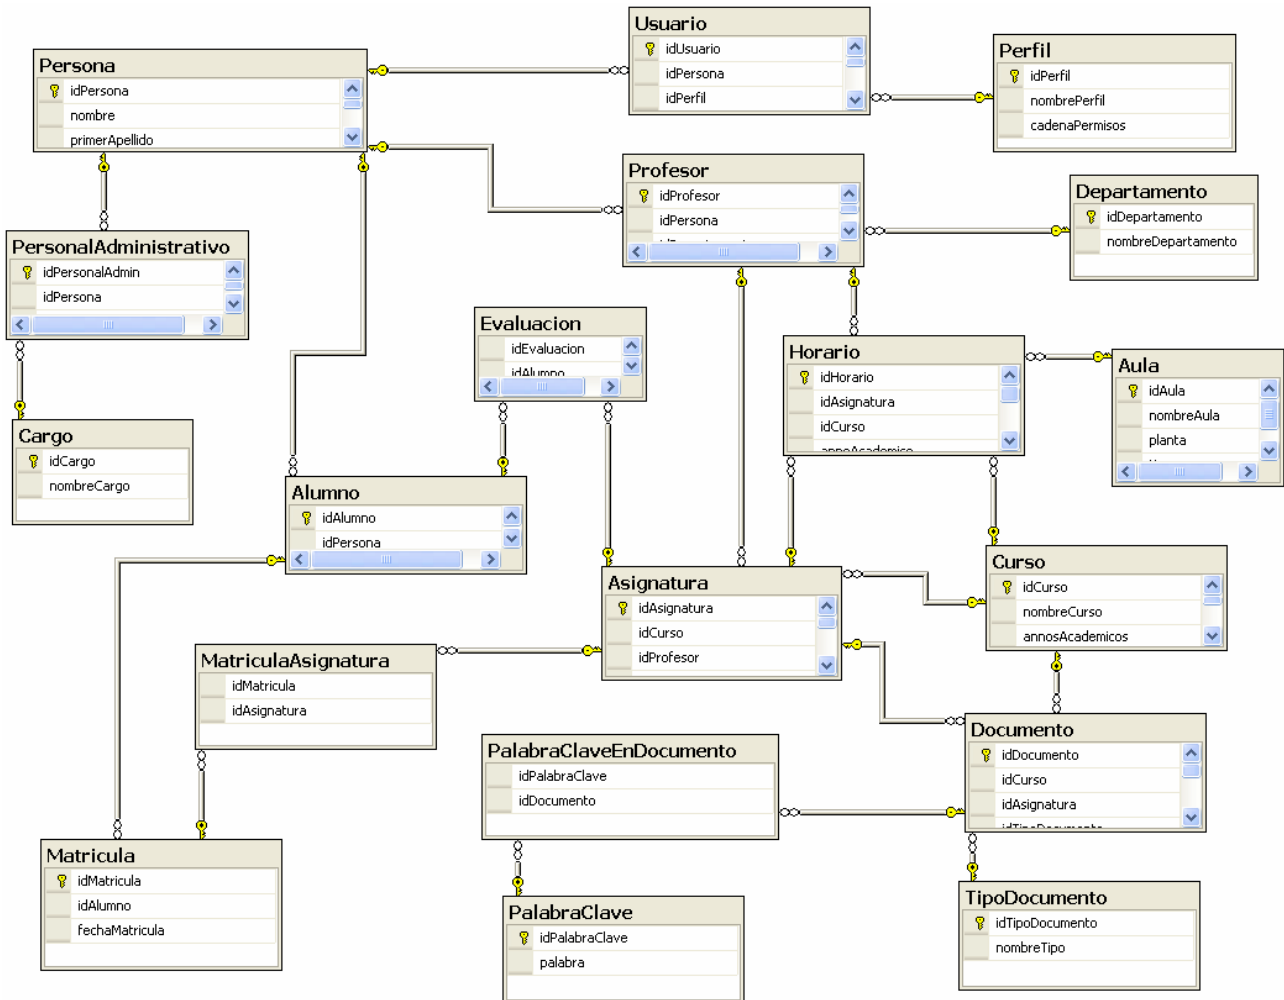 Usuario
idUsuario
idPersona
idPerfil
Perfil
idPerfil
nombrePerfil
cadenaPermisos
Persona
idPersona
nombre
primerApellido
Profesor
idProfesor
idPersona
Departamento
idDepartamento
nombreDepartamento
PersonalAdministrativo
idPersonalAdmin
idPersona
Evaluacion
idEvaluacion
idAlumno
Horario
idHorario
idAsignatura
idCurso
annoAcademico
Aula
idAula
nombreAula
planta
Cargo
idCargo
nombreCargo
Alumno
idAlumno
idPersona
Asignatura
idAsignatura
idCurso
idProfesor
Curso
idCurso
nombreCurso
annosAcademicos
MatriculaAsignatura
idMatricula
idAsignatura
PalabraClaveEnDocumento
idPalabraClave
idDocumento
Documento
idDocumento
idCurso
idAsignatura
idTipoDocumento
Matricula
idMatricula
idAlumno
fechaMatricula
PalabraClave
idPalabraClave
palabra
TipoDocumento
idTipoDocumento
nombreTipo